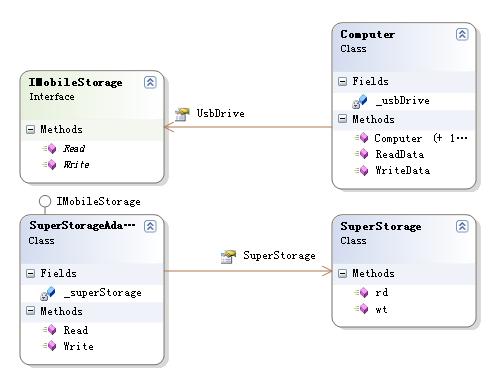 IMobileStorage
Interface
Methods
Read
Write
UsbDrive
Computer
Class
Fields
_usbDrive
Methods
Computer (+ 1…
ReadData
WriteData
IMobileStorage
SuperStorageAda…
Class
Fields
_superStorage
Methods
Read
Write
SuperStorage
SuperStorage
Class
Methods
rd
wt